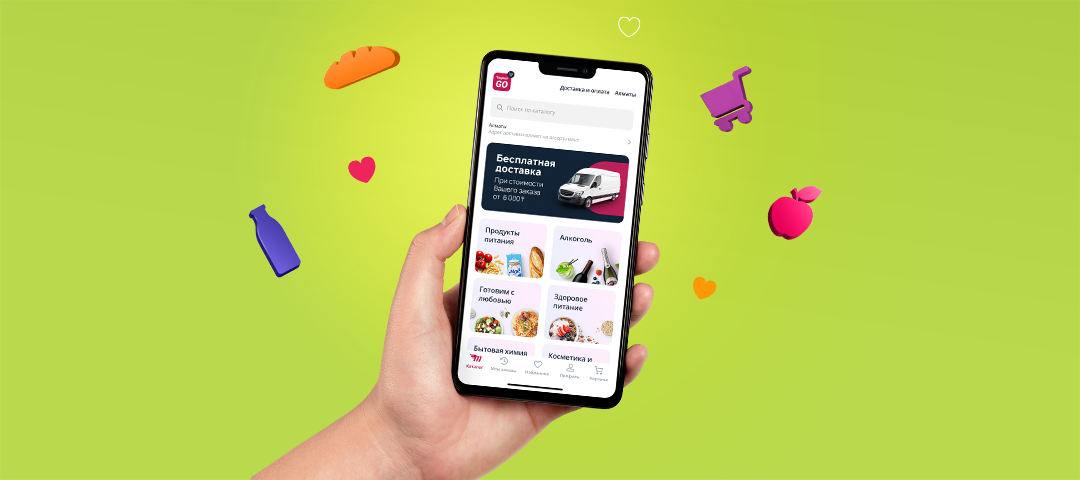 GO
Доставка и оплата Алматы
Поиск по каталогу
Алматы
Адрес доставки влияет на ассортимент
Бесплатная
доставка
При стоимости
Вашего заказа
от 6 000 ₸
Продукты
питания
Алкоголь
Готовим с
любовью
Здоровое
питание
Бытовая химия
Косметика и
Каталог
Мои заказы
Избранное
Профиль
Корзина